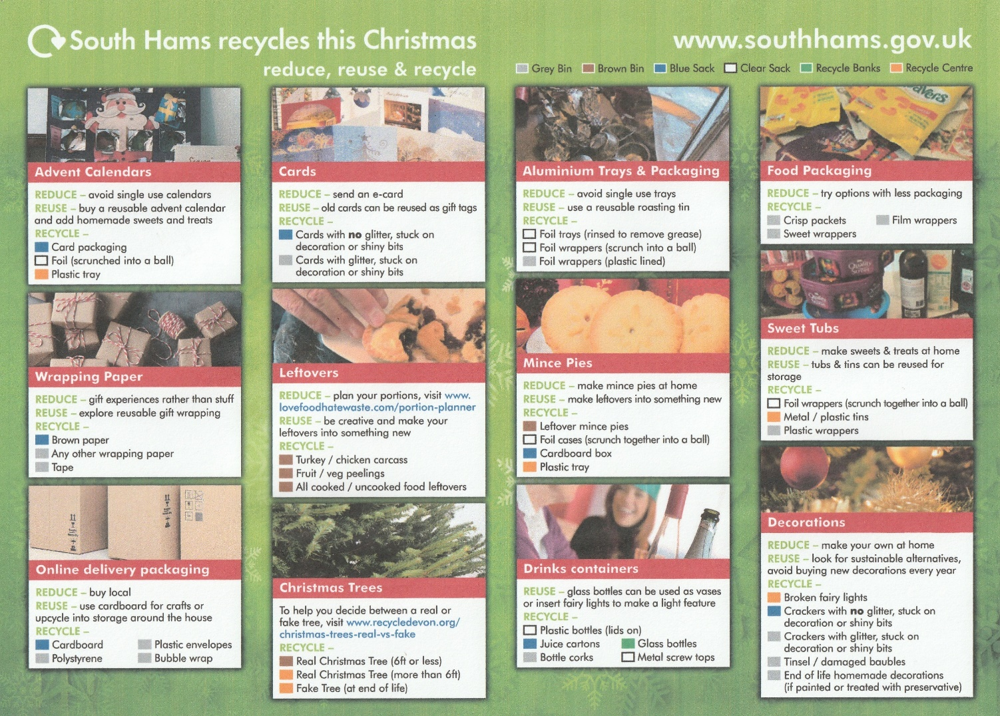 South Hams recycles this Christmas
reduce, reuse & recycle
www.southhams.gov.uk
Grey Bin Brown Bin Blue Sack Clear Sack Recycle Banks Recycle Centre
Advent Calendars
REDUCE – avoid single use calendars
REUSE – buy a reusable advent calendar
and add homemade sweets and treats
RECYCLE –
Card packaging
Foil (scrunched into a ball)
Plastic tray
Wrapping Paper
REDUCE – gift experiences rather than stuff
REUSE – explore reusable gift wrapping
RECYCLE –
Brown paper
Any other wrapping paper
Tape
Online delivery packaging
REDUCE – buy local
REUSE – use cardboard for crafts or
upcycle into storage around the house
RECYCLE –
Cardboard Plastic envelopes
Polystyrene Bubble wrap
Cards
REDUCE – send an e-card
REUSE – old cards can be reused as gift tags
RECYCLE –
Cards with no glitter, stuck on
decoration or shiny bits
Cards with glitter, stuck on
decoration or shiny bits
Leftovers
REDUCE – plan your portions, visit www.
lovefoodhatewaste.com/portion-planner
REUSE – be creative and make your
leftovers into something new
RECYCLE –
Turkey / chicken carcass
Fruit / veg peelings
All cooked / uncooked food leftovers
Christmas Trees
To help you decide between a real or
fake tree, visit www.recycledevon.org/
christmas-trees-real-vs-fake
RECYCLE –
Real Christmas Tree (6ft or less)
Real Christmas Tree (more than 6ft)
Fake Tree (at end of life)
Aluminium Trays & Packaging
REDUCE – avoid single use trays
REUSE – use a reusable roasting tin
RECYCLE –
Foil trays (rinsed to remove grease)
Foil wrappers (scrunch into a ball)
Foil wrappers (plastic lined)
Mince Pies
REDUCE – make mince pies at home
REUSE – make leftovers into something new
RECYCLE –
Leftover mince pies
Foil cases (scrunch together into a ball)
Cardboard box
Plastic tray
Drinks containers
REUSE – glass bottles can be used as vases
or insert fairy lights to make a light feature
RECYCLE –
Plastic bottles (lids on)
Juice cartons Glass bottles
Bottle corks Metal screw tops
Food Packaging
REDUCE – try options with less packaging
RECYCLE –
Crisp packets Film wrappers
Sweet wrappers
Quality
Street
Sweet Tubs
REDUCE – make sweets & treats at home
REUSE – tubs & tins can be reused for
storage
RECYCLE –
Foil wrappers (scrunch together into a ball)
Metal / plastic tins
Plastic wrappers
Decorations
REDUCE – make your own at home
REUSE – look for sustainable alternatives,
avoid buying new decorations every year
RECYCLE –
Broken fairy lights
Crackers with no glitter, stuck on
decoration or shiny bits
Crackers with glitter, stuck on
decoration or shiny bits
Tinsel / damaged baubles
End of life homemade decorations
(if painted or treated with preservative)